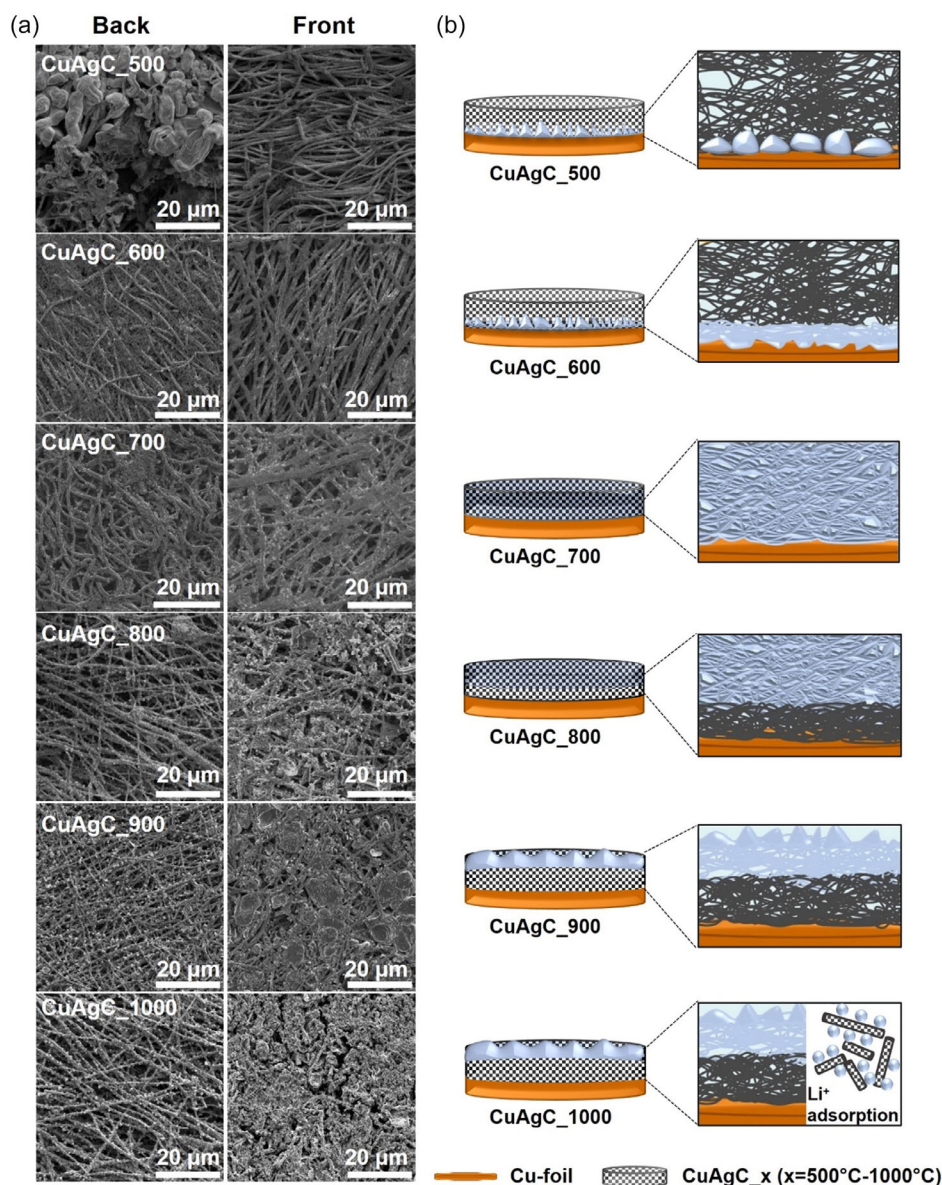 (a) Back Front (b)
CuAgC_500
20 µm 20 µm
CuAgC_500
CuAgC_600
20 µm 20 µm
CuAgC_600
CuAgC_700
20 µm 20 µm
CuAgC_700
CuAgC_800
20 µm 20 µm
CuAgC_800
CuAgC_900
20 µm 20 µm
CuAgC_900
CuAgC_1000
20 µm 20 µm
CuAgC_1000
Li⁺
adsorption
Cu-foil CuAgC_x (x=500°C-1000°C)